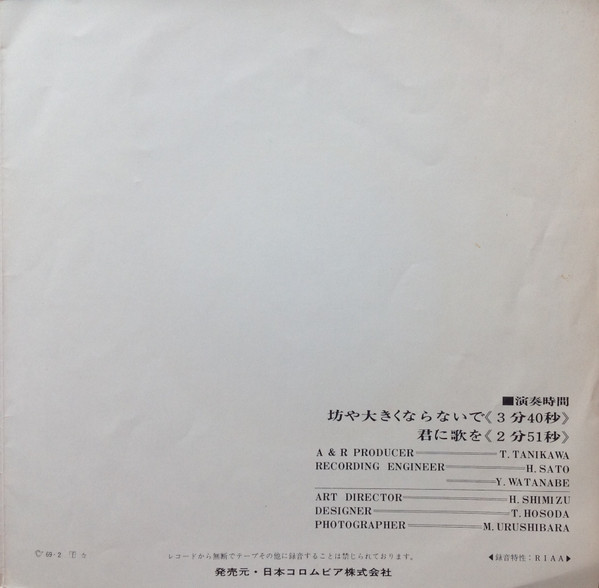 ■演奏時間
坊や大きくならないで《3分40秒》
君に歌を《2分51秒》
A & R PRODUCER T. TANIKAWA
RECORDING ENGINEER H. SATO
Y. WATANABE
ART DIRECTOR H. SHIMIZU
DESIGNER T. HOSODA
PHOTOGRAPHER M. URUSHIBARA
Ⓒ69・2 レコードから無断でテープその他に録音することは禁じられております。 ◀録音特性:RIAA▶
発売元・日本コロムビア株式会社